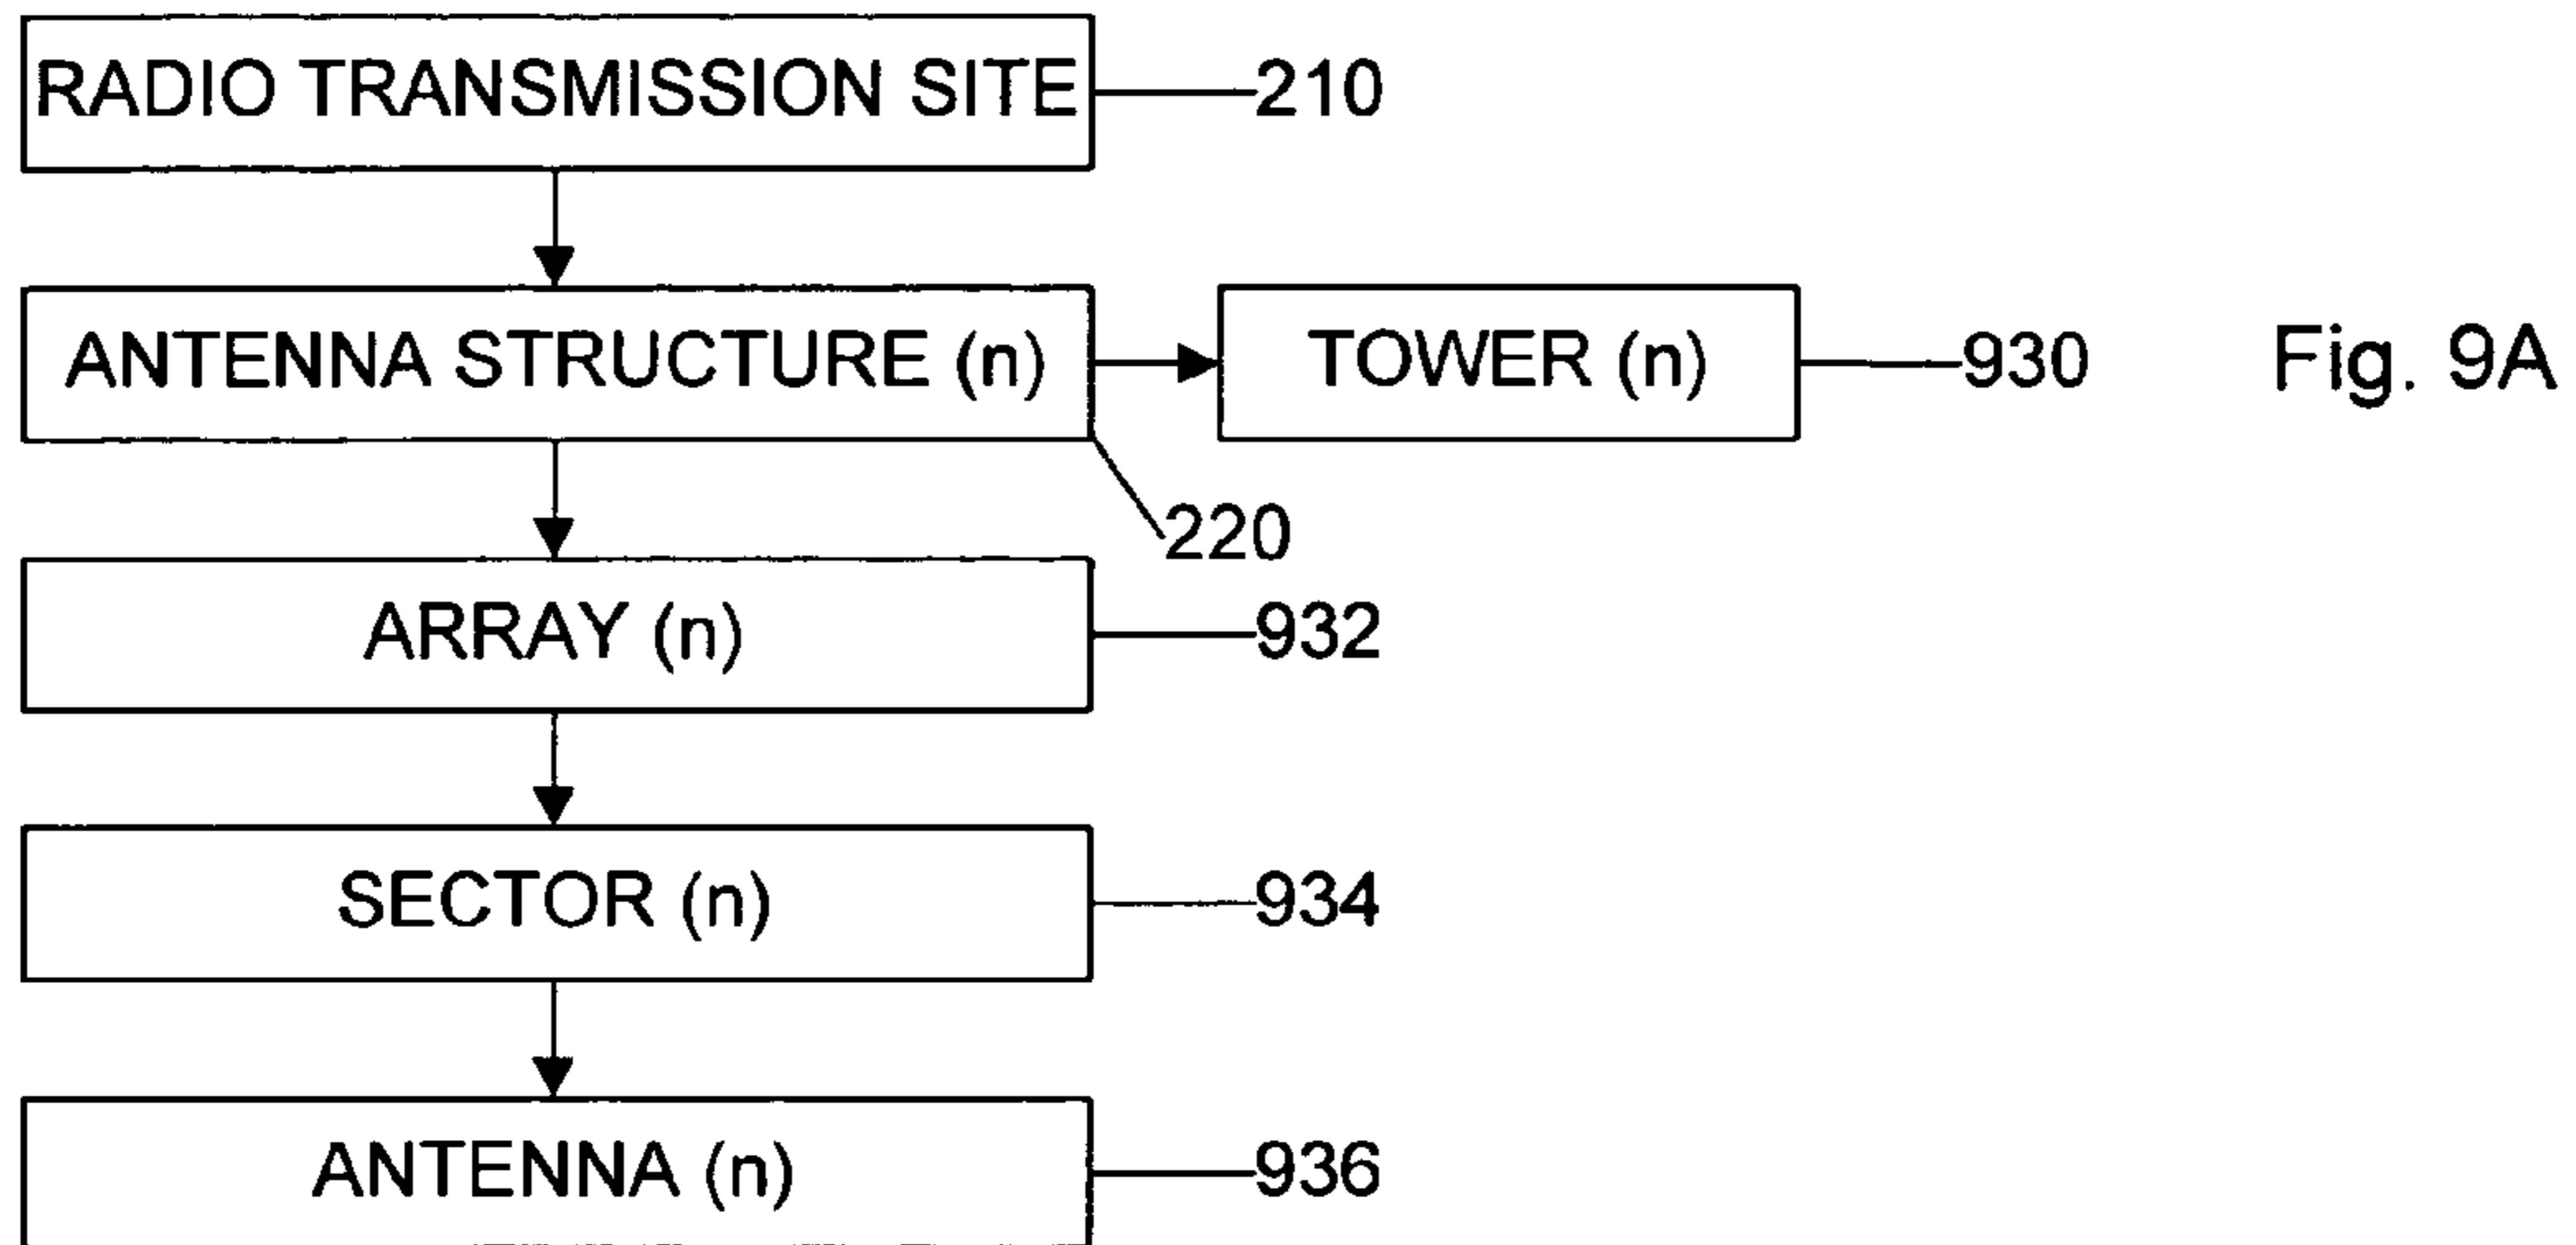 RADIO TRANSMISSION SITE
210
ANTENNA STRUCTURE (n)
TOWER (n)
930
Fig. 9A
220
ARRAY (n)
932
SECTOR (n)
934
ANTENNA (n)
936